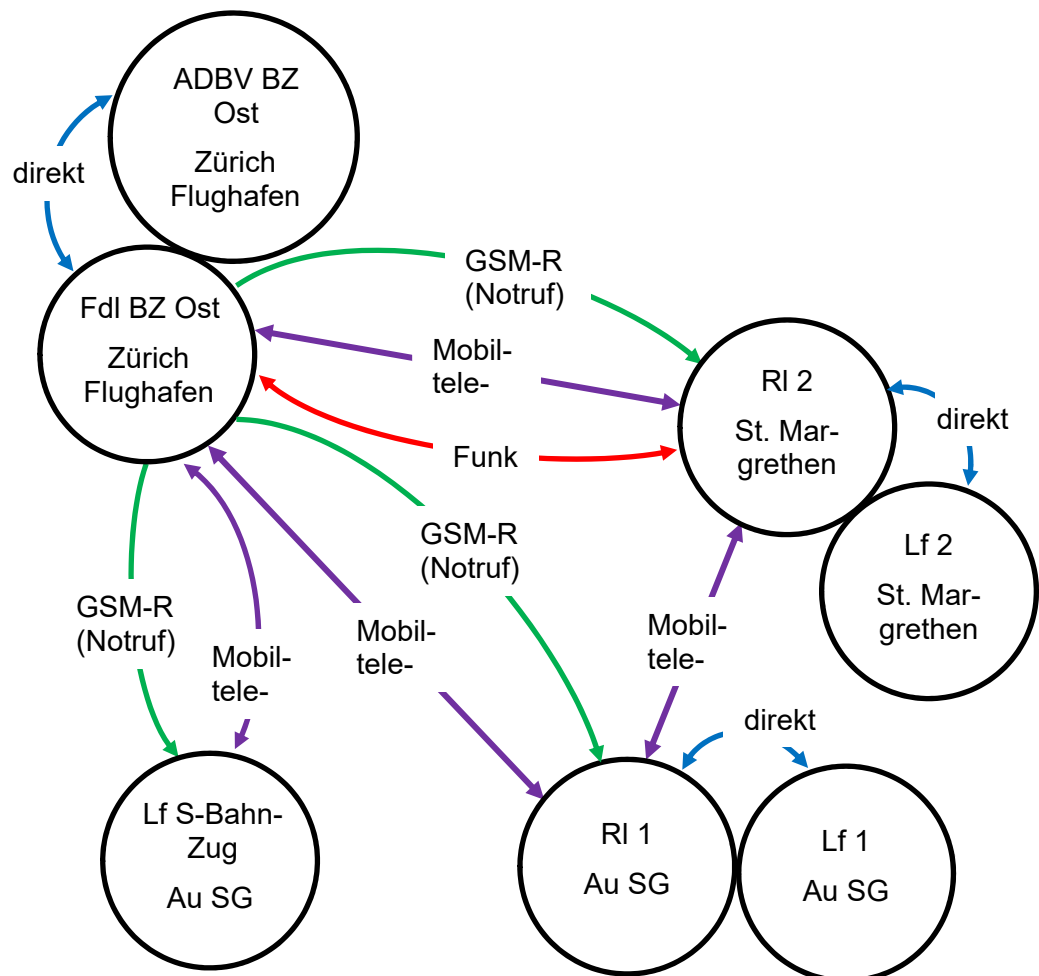 ADBV BZ
Ost
Zürich
Flughafen
direkt
Fdl BZ Ost
Zürich
Flughafen
GSM-R
(Notruf)
Mobil-
tele-
Funk
Rl 2
St. Mar-
grethen
direkt
Lf 2
St. Mar-
grethen
GSM-R
(Notruf)
GSM-R
(Notruf)
Mobil-
tele-
Mobil-
tele-
Mobil-
tele-
direkt
Lf S-Bahn-
Zug
Au SG
Rl 1
Au SG
Lf 1
Au SG